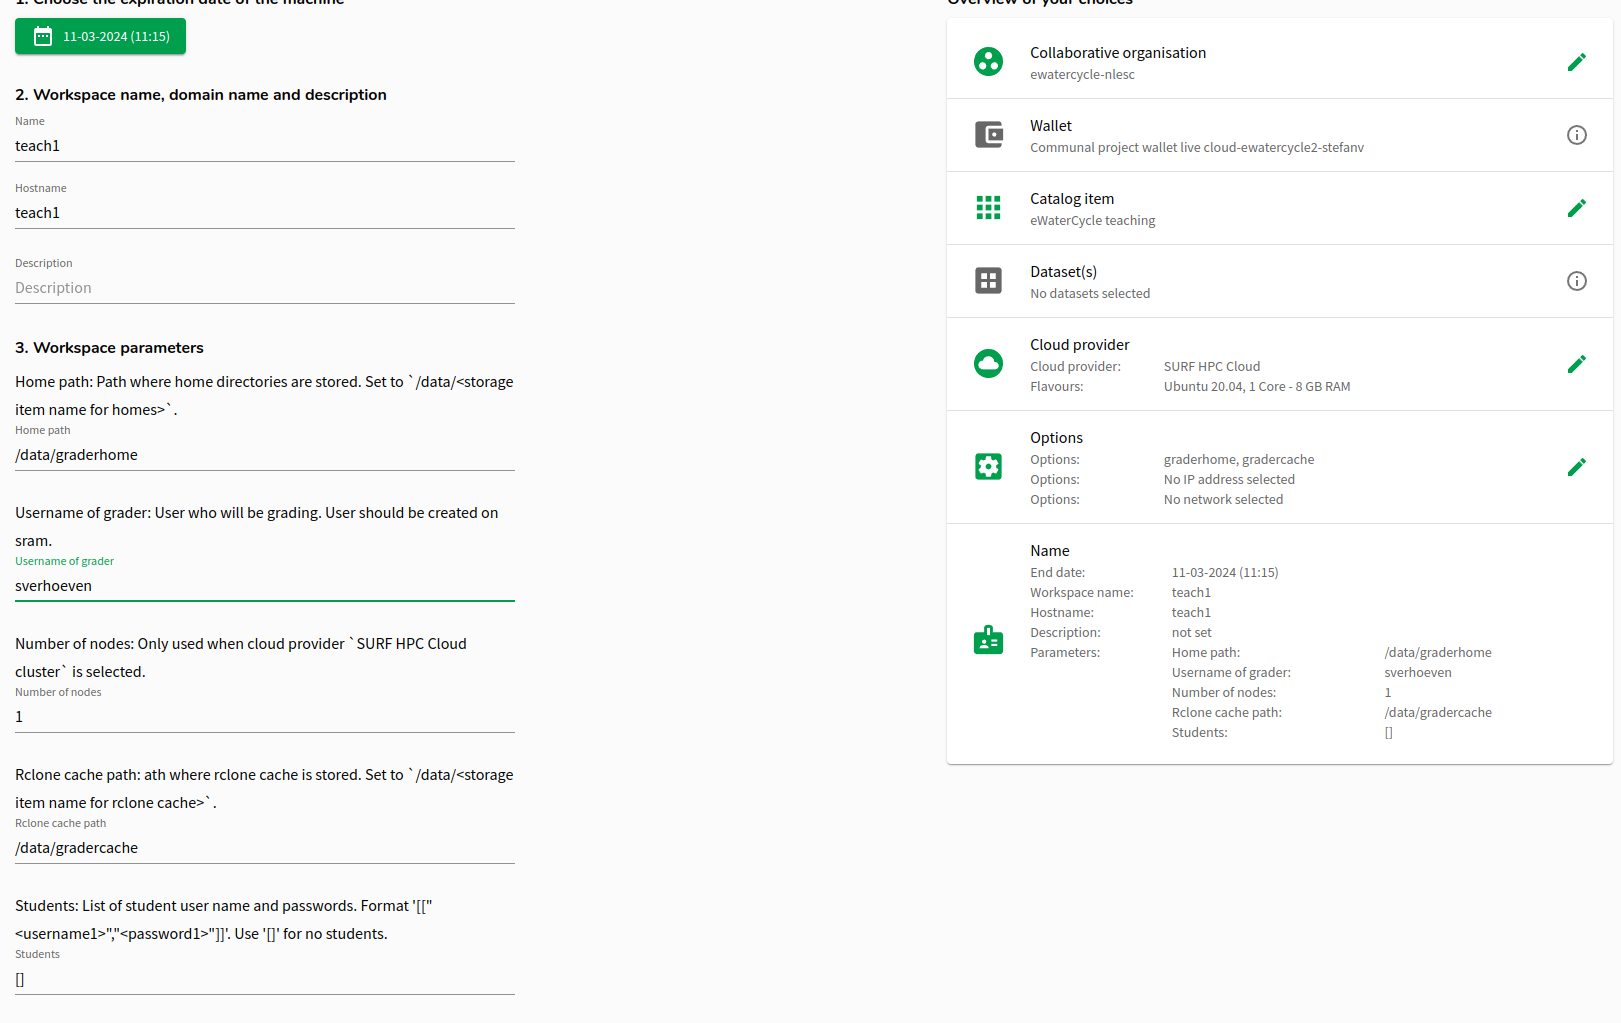 1. Choose the expiration date of the machine
11-03-2024 (11:15)
2. Workspace name, domain name and description
Name
teach1
Hostname
teach1
Description
Description
3. Workspace parameters
Home path: Path where home directories are stored. Set to `/data/<storage
item name for homes>`.
Home path
/data/graderhome
Username of grader: User who will be grading. User should be created on
sram.
Username of grader
sverhoeven
Number of nodes: Only used when cloud provider `SURF HPC Cloud
cluster` is selected.
Number of nodes
1
Rclone cache path: ath where rclone cache is stored. Set to `/data/<storage
item name for rclone cache>`.
Rclone cache path
/data/gradercache
Students: List of student user name and passwords. Format '[["
<username1>","<password1>"]]'. Use '[]' for no students.
Students
[]
Overview of your choices
Collaborative organisation
ewatercycle-nlesc
Wallet
Communal project wallet live cloud-ewatercycle2-stefanv
Catalog item
eWaterCycle teaching
Dataset(s)
No datasets selected
Cloud provider
Cloud provider: SURF HPC Cloud
Flavours: Ubuntu 20.04, 1 Core - 8 GB RAM
Options
Options: graderhome, gradercache
Options: No IP address selected
Options: No network selected
Name
End date: 11-03-2024 (11:15)
Workspace name: teach1
Hostname: teach1
Description: not set
Parameters: Home path: /data/graderhome
Username of grader: sverhoeven
Number of nodes: 1
Rclone cache path: /data/gradercache
Students: []